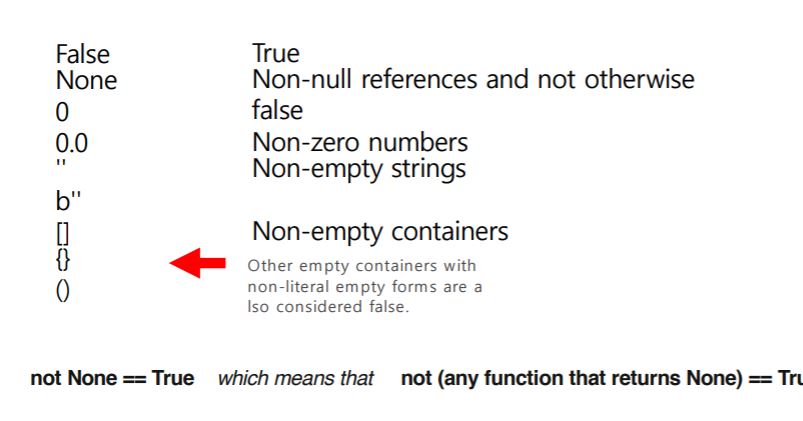 False True
None Non-null references and not otherwise
0 false
0.0 Non-zero numbers
'' Non-empty strings
b''
[] Non-empty containers
{}
Other empty containers with
non-literal empty forms are a
lso considered false.
()
not None == True which means that not (any function that returns None) == Tru